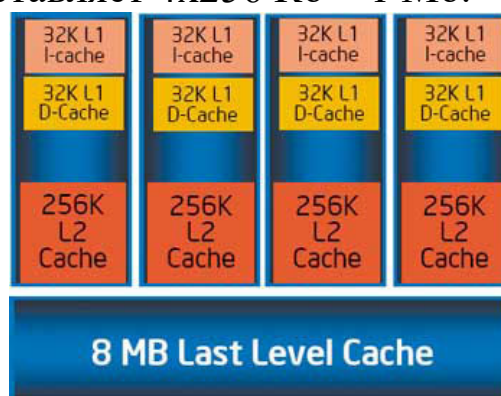 4x256 Кб
32K L1 32K L1 32K L1 32K L1
I-cache I-cache I-cache I-cache
32K L1 32K L1 32K L1 32K L1
D-Cache D-Cache D-Cache D-Cache
256K 256K 256K 256K
L2 L2 L2 L2
Cache Cache Cache Cache
8 MB Last Level Cache